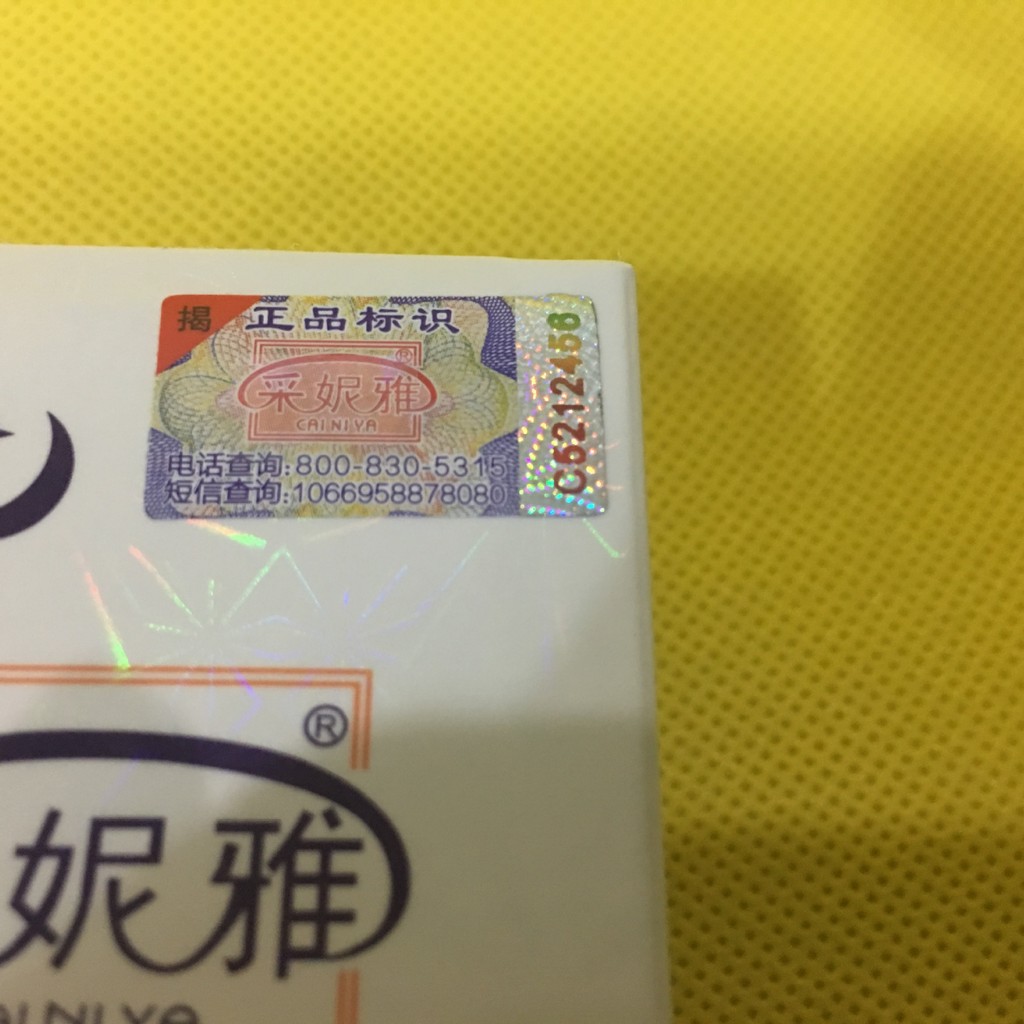 揭 正品标识
采妮雅®
CAI NI YA
电话查询:800-830-5315
短信查询:1066958878080
C6212456
®
妮雅